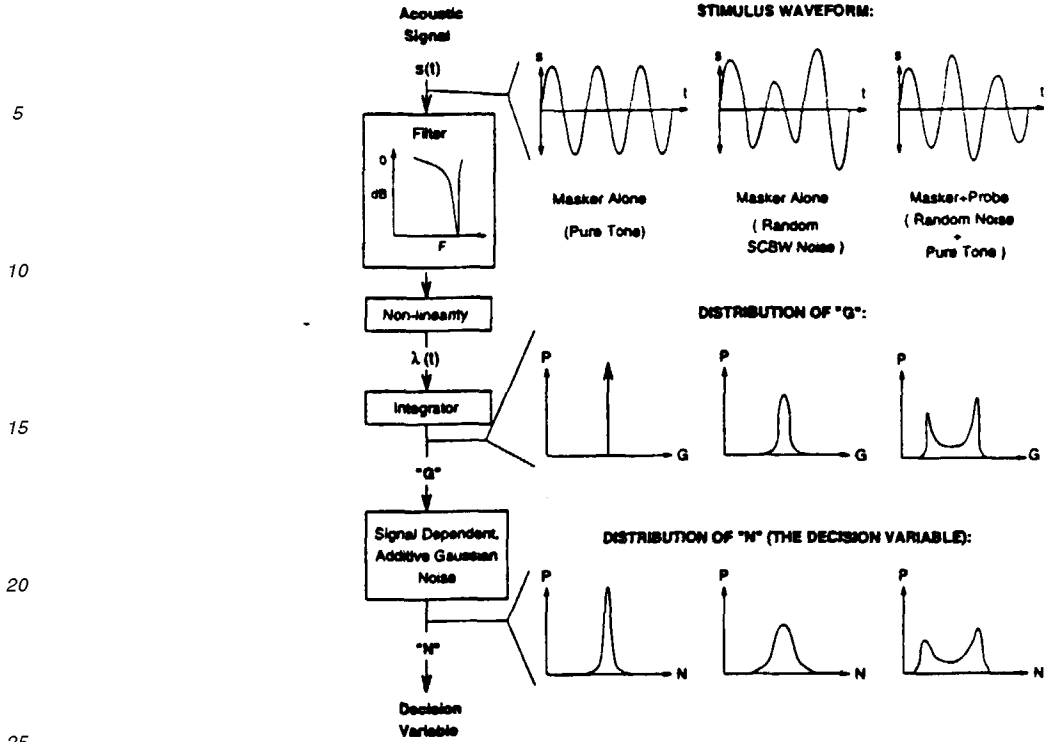 Acoustic
Signal
s(t)
STIMULUS WAVEFORM:
s
t
s
t
s
t
5
Filter
0
dB
F
Masker Alone
(Pure Tone)
Masker Alone
( Random
SCBW Noise )
Masker+Probe
( Random Noise
+
Pure Tone )
10
Non-linearity
λ (t)
Integrator
DISTRIBUTION OF "G":
P
G
P
G
P
G
15
"G"
Signal Dependent,
Additive Gaussian
Noise
DISTRIBUTION OF "N" (THE DECISION VARIABLE):
P
N
P
N
P
N
20
"N"
Decision
Variable
25